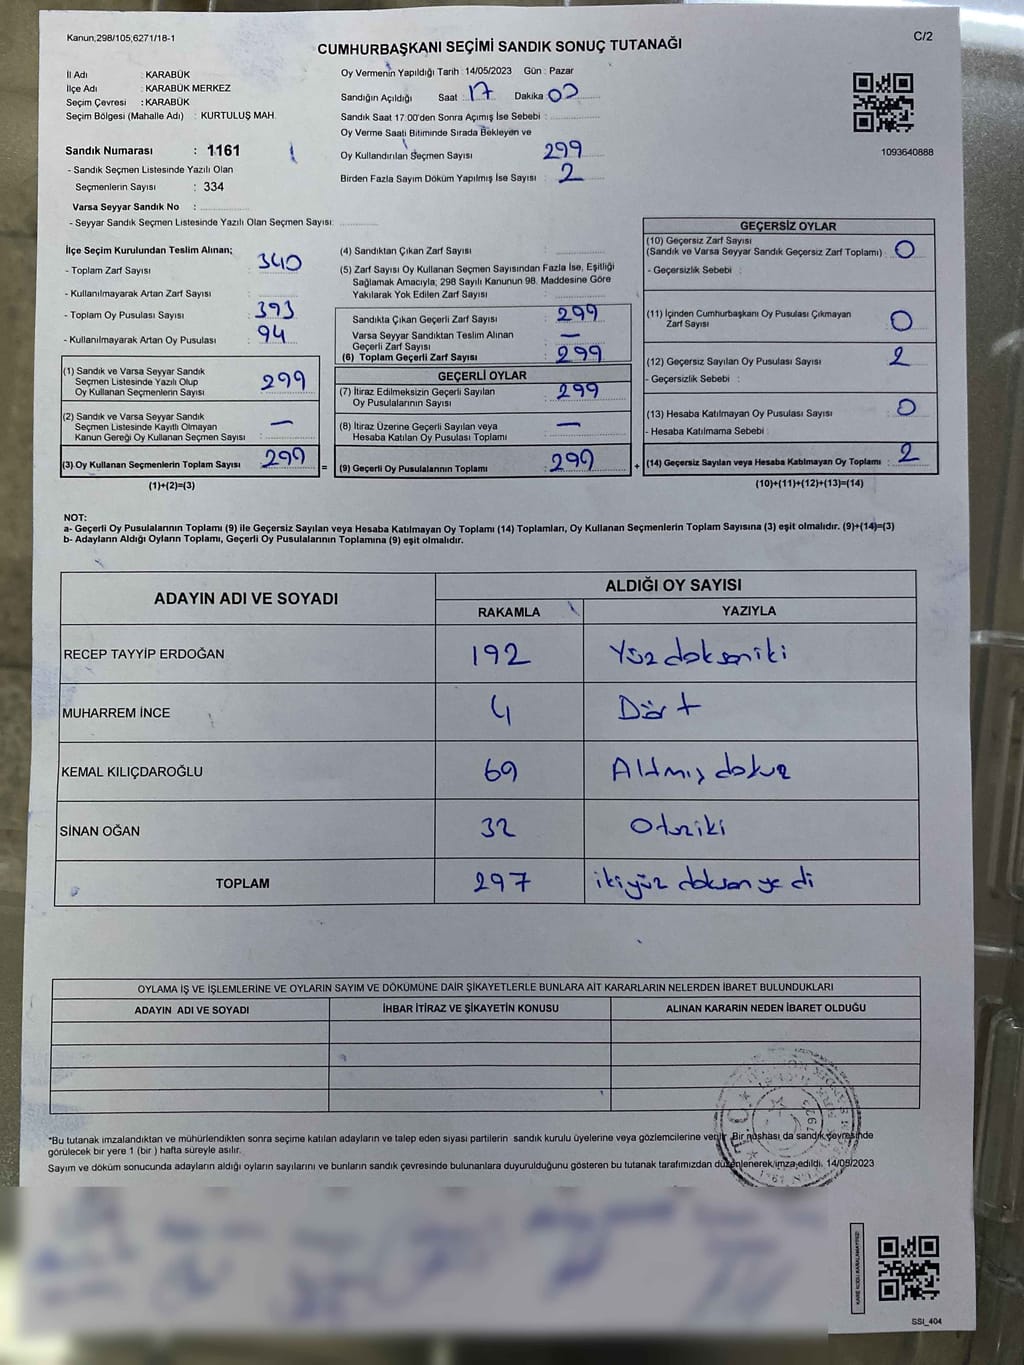 Kanun,298/105,6271/18-1
C/2
CUMHURBAŞKANI SEÇİMİ SANDIK SONUÇ TUTANAĞI
İl Adı : KARABÜK
İlçe Adı : KARABÜK MERKEZ
Seçim Çevresi : KARABÜK
Seçim Bölgesi (Mahalle Adı) : KURTULUŞ MAH.
Sandık Numarası : 1161
- Sandık Seçmen Listesinde Yazılı Olan
Seçmenlerin Sayısı : 334
Varsa Seyyar Sandık No :
- Seyyar Sandık Seçmen Listesinde Yazılı Olan Seçmen Sayısı:
Oy Vermenin Yapıldığı Tarih : 14/05/2023 Gün : Pazar
Sandığın Açıldığı Saat : 17 Dakika 00
Sandık Saat 17:00'den Sonra Açımış İse Sebebi :
Oy Verme Saati Bitiminde Sırada Bekleyen ve
Oy Kullandırılan Seçmen Sayısı : 299
Birden Fazla Sayım Döküm Yapılmış İse Sayısı : 2
1093640888
İlçe Seçim Kurulundan Teslim Alınan;
- Toplam Zarf Sayısı : 340
- Kullanılmayarak Artan Zarf Sayısı :
- Toplam Oy Pusulası Sayısı : 393
- Kullanılmayarak Artan Oy Pusulası : 94
(1) Sandık ve Varsa Seyyar Sandık
Seçmen Listesinde Yazılı Olup
Oy Kullanan Seçmenlerin Sayısı : 299
(2) Sandık ve Varsa Seyyar Sandık
Seçmen Listesinde Kayıtlı Olmayan
Kanun Gereği Oy Kullanan Seçmen Sayısı : —
(3) Oy Kullanan Seçmenlerin Toplam Sayısı : 299
(1)+(2)=(3)
=
(4) Sandıktan Çıkan Zarf Sayısı :
(5) Zarf Sayısı Oy Kullanan Seçmen Sayısından Fazla İse, Eşitliği
Sağlamak Amacıyla; 298 Sayılı Kanunun 98. Maddesine Göre
Yakılarak Yok Edilen Zarf Sayısı :
Sandıkta Çıkan Geçerli Zarf Sayısı : 299
Varsa Seyyar Sandıktan Teslim Alınan
Geçerli Zarf Sayısı : —
(6) Toplam Geçerli Zarf Sayısı : 299
GEÇERLİ OYLAR
(7) İtiraz Edilmeksizin Geçerli Sayılan
Oy Pusulalarının Sayısı : 299
(8) İtiraz Üzerine Geçerli Sayılan veya
Hesaba Katılan Oy Pusulası Toplamı : —
(9) Geçerli Oy Pusulalarının Toplamı : 299
+
GEÇERSİZ OYLAR
(10) Geçersiz Zarf Sayısı
(Sandık ve Varsa Seyyar Sandık Geçersiz Zarf Toplamı) : 0
- Geçersizlik Sebebi :
(11) İçinden Cumhurbaşkanı Oy Pusulası Çıkmayan
Zarf Sayısı : 0
(12) Geçersiz Sayılan Oy Pusulası Sayısı : 2
- Geçersizlik Sebebi :
(13) Hesaba Katılmayan Oy Pusulası Sayısı : 0
- Hesaba Katılmama Sebebi :
(14) Geçersiz Sayılan veya Hesaba Katılmayan Oy Toplamı : 2
(10)+(11)+(12)+(13)=(14)
NOT:
a- Geçerli Oy Pusulalarının Toplamı (9) ile Geçersiz Sayılan veya Hesaba Katılmayan Oy Toplamı (14) Toplamları, Oy Kullanan Seçmenlerin Toplam Sayısına (3) eşit olmalıdır. (9)+(14)=(3)
b- Adayların Aldığı Oyların Toplamı, Geçerli Oy Pusulalarının Toplamına (9) eşit olmalıdır.
ADAYIN ADI VE SOYADI
ALDIĞI OY SAYISI
RAKAMLA YAZIYLA
RECEP TAYYİP ERDOĞAN 192 Yüz doksan iki
MUHARREM İNCE 4 Dört
KEMAL KILIÇDAROĞLU 69 Altmış dokuz
SİNAN OĞAN 32 Otuziki
TOPLAM 297 ikiyüz doksan yedi
OYLAMA İŞ VE İŞLEMLERİNE VE OYLARIN SAYIM VE DÖKÜMÜNE DAİR ŞİKAYETLERLE BUNLARA AİT KARARLARIN NELERDEN İBARET BULUNDUKLARI
ADAYIN ADI VE SOYADI İHBAR İTİRAZ VE ŞİKAYETİN KONUSU ALINAN KARARIN NEDEN İBARET OLDUĞU
*Bu tutanak imzalandıktan ve mühürlendikten sonra seçime katılan adayların ve talep eden siyasi partilerin sandık kurulu üyelerine veya gözlemcilerine verilir. Bir nüshası da sandık çevresinde
görülecek bir yere 1 (bir ) hafta süreyle asılır.
Sayım ve döküm sonucunda adayların aldığı oyların sayılarını ve bunların sandık çevresinde bulunanlara duyurulduğunu gösteren bu tutanak tarafımızdan düzenlenerek imza edildi. 14/05/2023
SSI_404